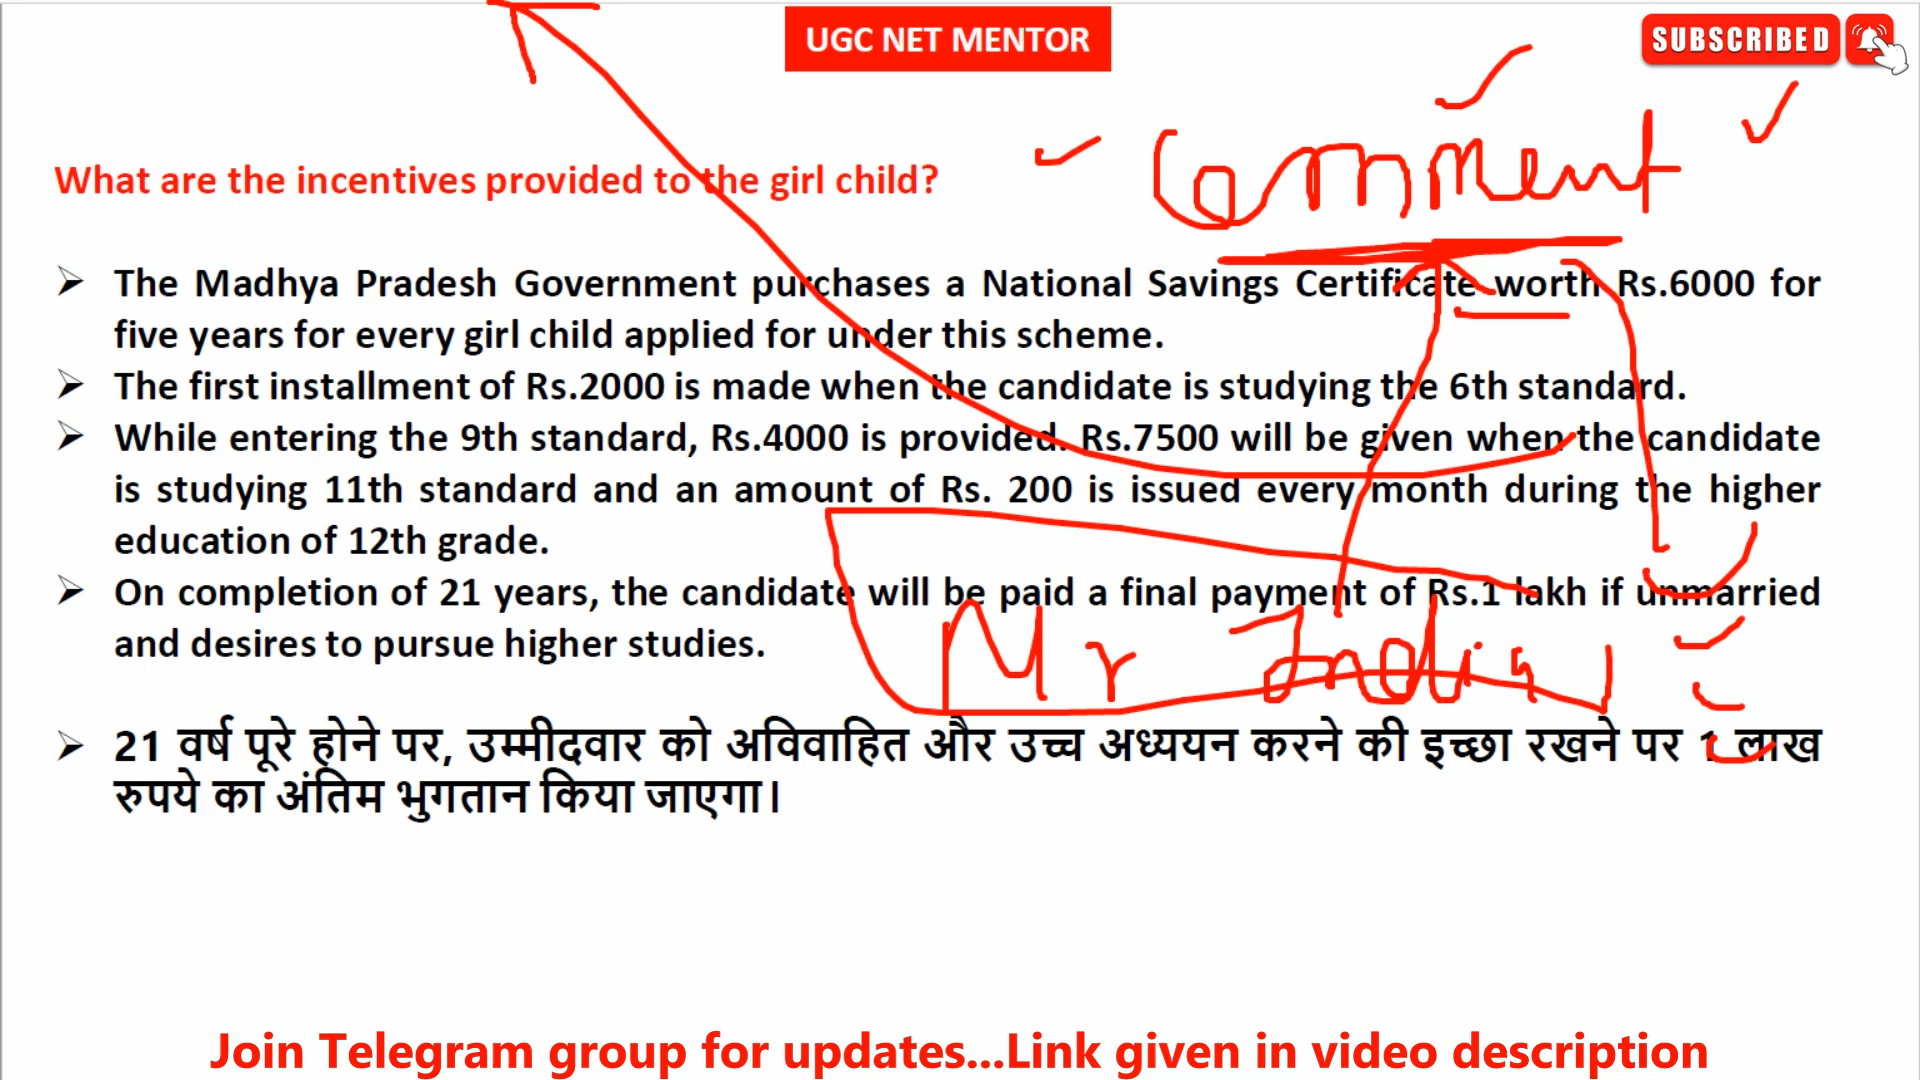 UGC NET MENTOR
SUBSCRIBED
Comment
What are the incentives provided to the girl child?
➢ The Madhya Pradesh Government purchases a National Savings Certificate worth Rs.6000 for
five years for every girl child applied for under this scheme.
➢ The first installment of Rs.2000 is made when the candidate is studying the 6th standard.
➢ While entering the 9th standard, Rs.4000 is provided. Rs.7500 will be given when the candidate
is studying 11th standard and an amount of Rs. 200 is issued every month during the higher
education of 12th grade.
➢ On completion of 21 years, the candidate will be paid a final payment of Rs.1 lakh if unmarried
and desires to pursue higher studies.
Mr India
➢ 21 वर्ष पूरे होने पर, उम्मीदवार को अविवाहित और उच्च अध्ययन करने की इच्छा रखने पर 1 लाख
रुपये का अंतिम भुगतान किया जाएगा।
Join Telegram group for updates...Link given in video description